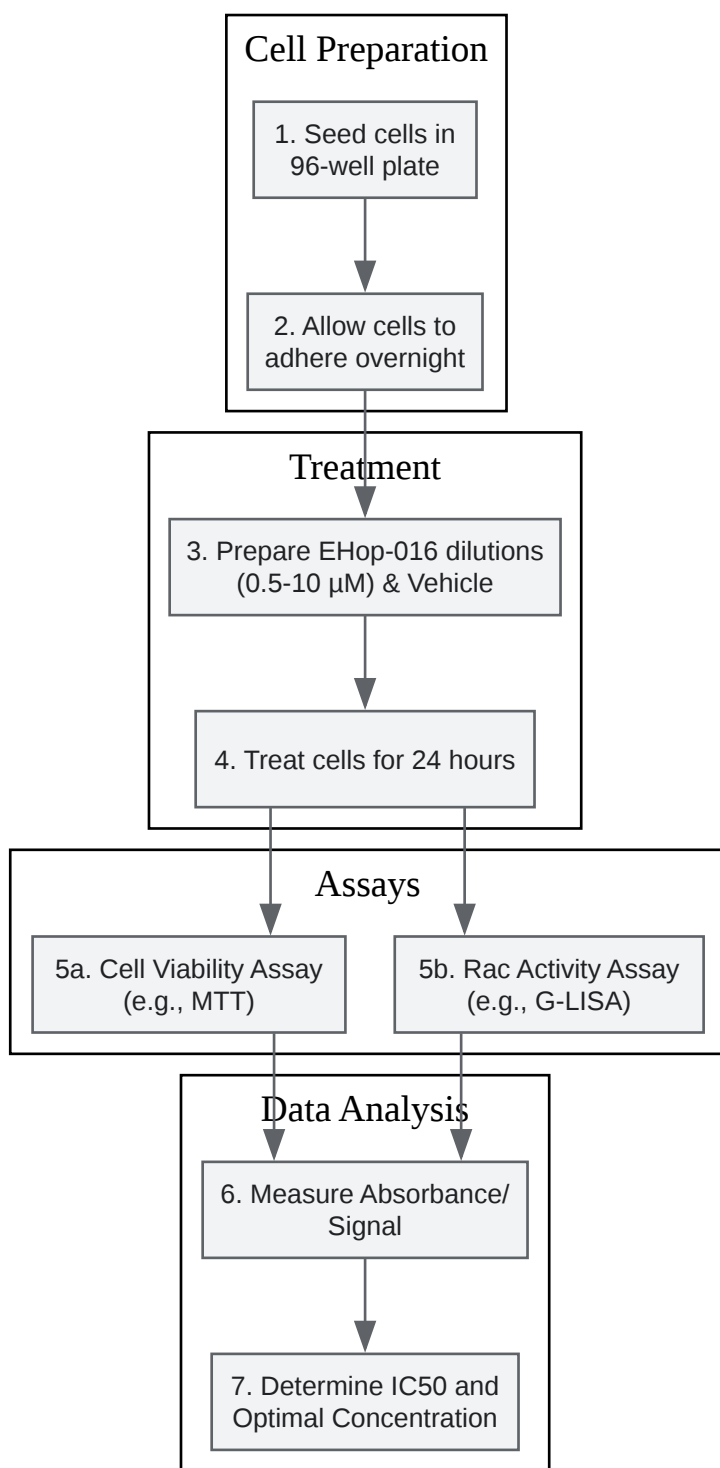 Cell Preparation
1. Seed cells in
96-well plate
2. Allow cells to
adhere overnight
Treatment
3. Prepare EHop-016 dilutions
(0.5-10 µM) & Vehicle
4. Treat cells for 24 hours
Assays
5a. Cell Viability Assay
(e.g., MTT)
5b. Rac Activity Assay
(e.g., G-LISA)
Data Analysis
6. Measure Absorbance/
Signal
7. Determine IC50 and
Optimal Concentration